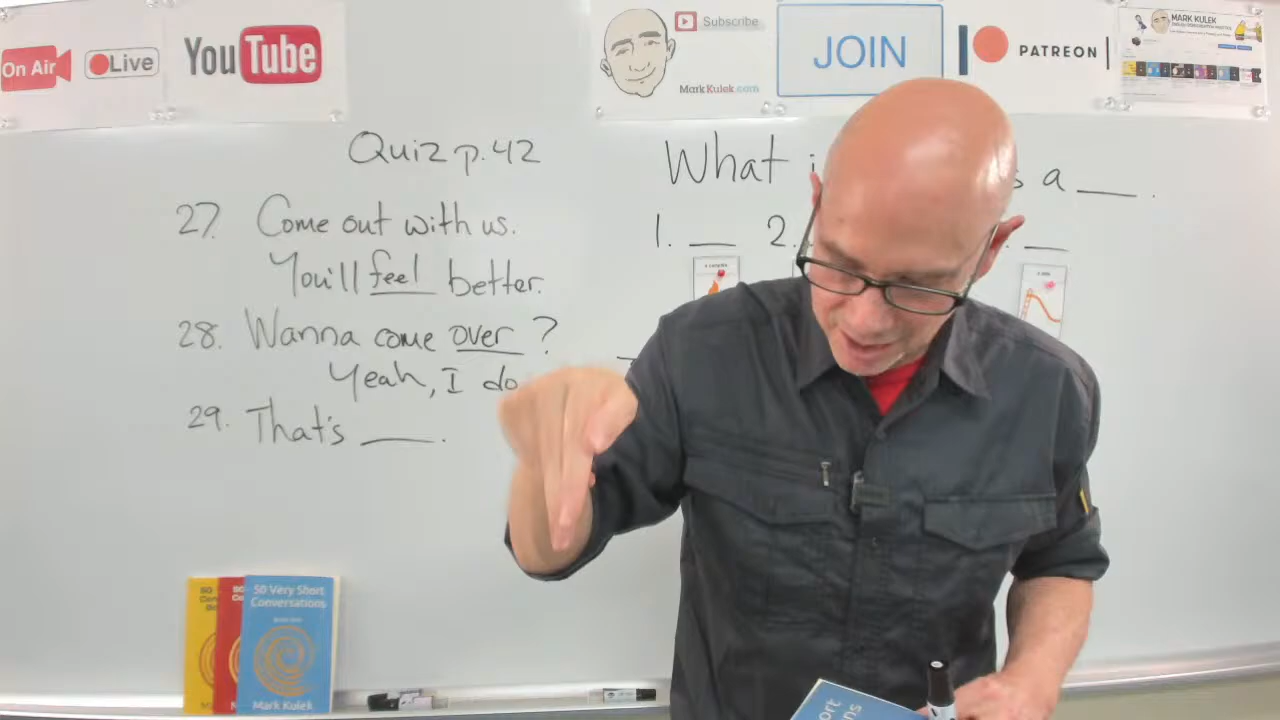 On Air
Live
YouTube
Subscribe
MarkKulek.com
JOIN
PATREON
MARK KULEK
Quiz p.42
27. Come out with us.
You'll feel better.
28. Wanna come over ?
Yeah, I do
29. That's ___.
What i
s a ___.
1. ___ 2.
. ___
50 Very Short
Conversations
Mark Kulek